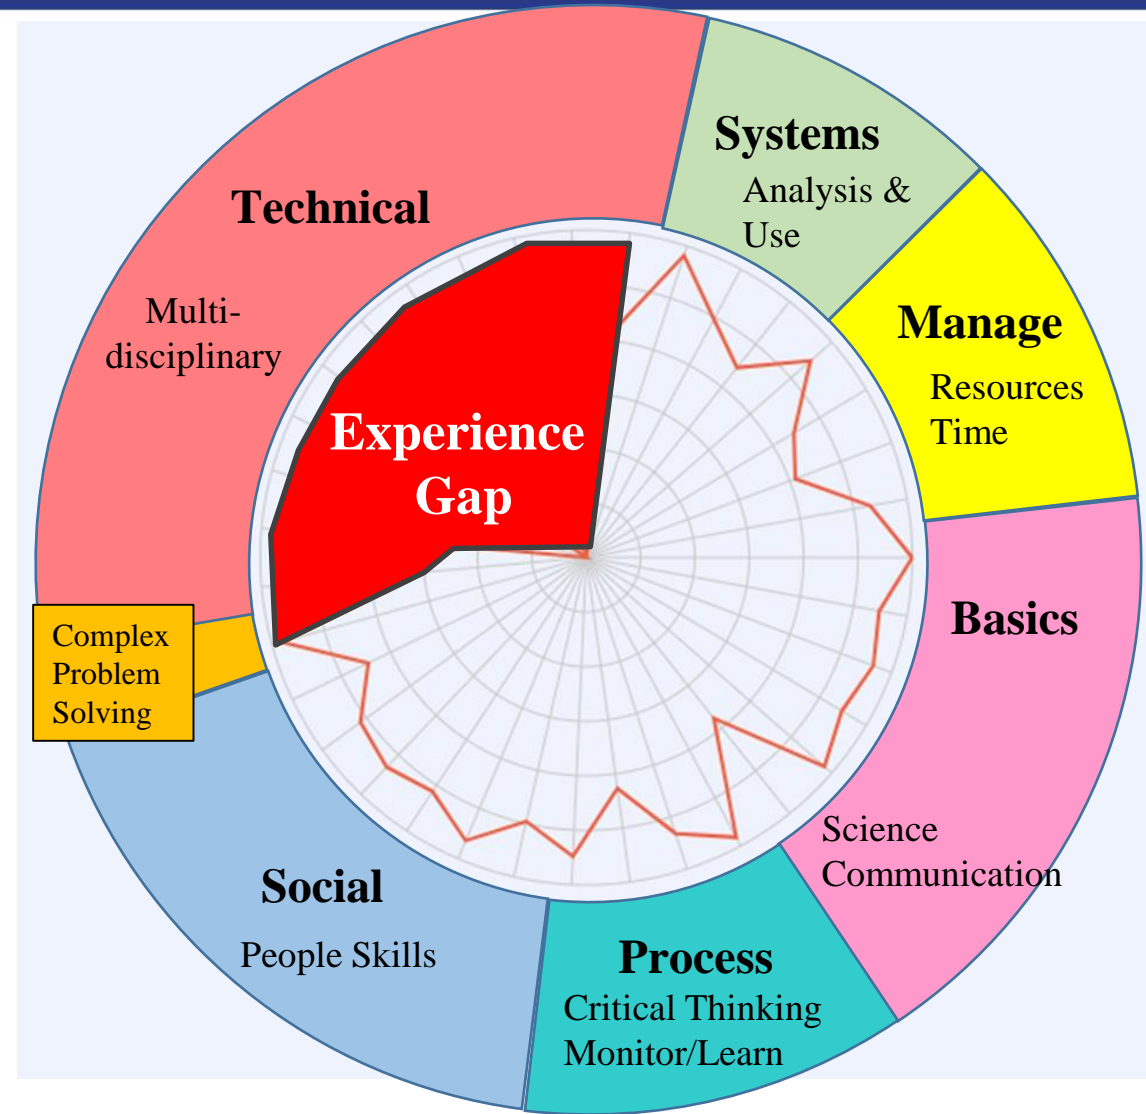 Systems
Analysis &
Use
Technical
Multi-
disciplinary
Manage
Resources
Time
Experience
Gap
Basics
Science
Communication
Complex
Problem
Solving
Social
People Skills
Process
Critical Thinking
Monitor/Learn